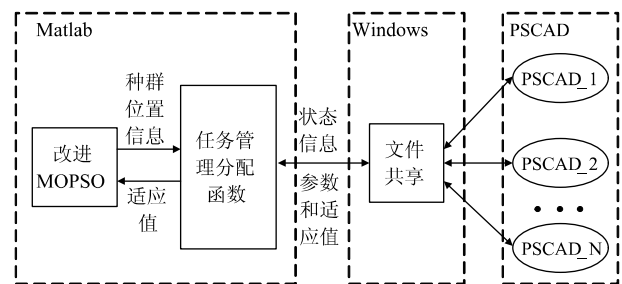 Matlab
Windows
PSCAD
种群
位置
信息
改进
MOPSO
适应
值
任务管
理分配
函数
状态
信息
参数
和适
应值
文件
共享
PSCAD_1
PSCAD_2
PSCAD_N